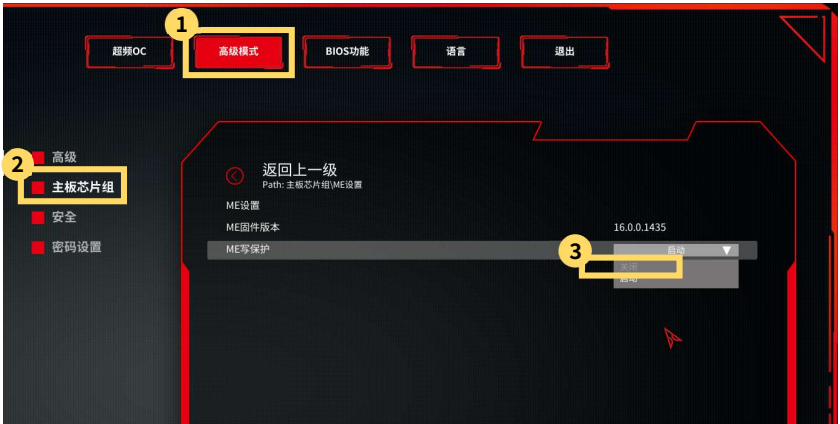 1
超频OC
高级模式
BIOS功能
语言
退出
2
高级
主板芯片组
安全
密码设置
返回上一级
Path: 主板芯片组\ME设置
ME设置
ME固件版本
16.0.0.1435
ME写保护
3
启动
关闭
启动